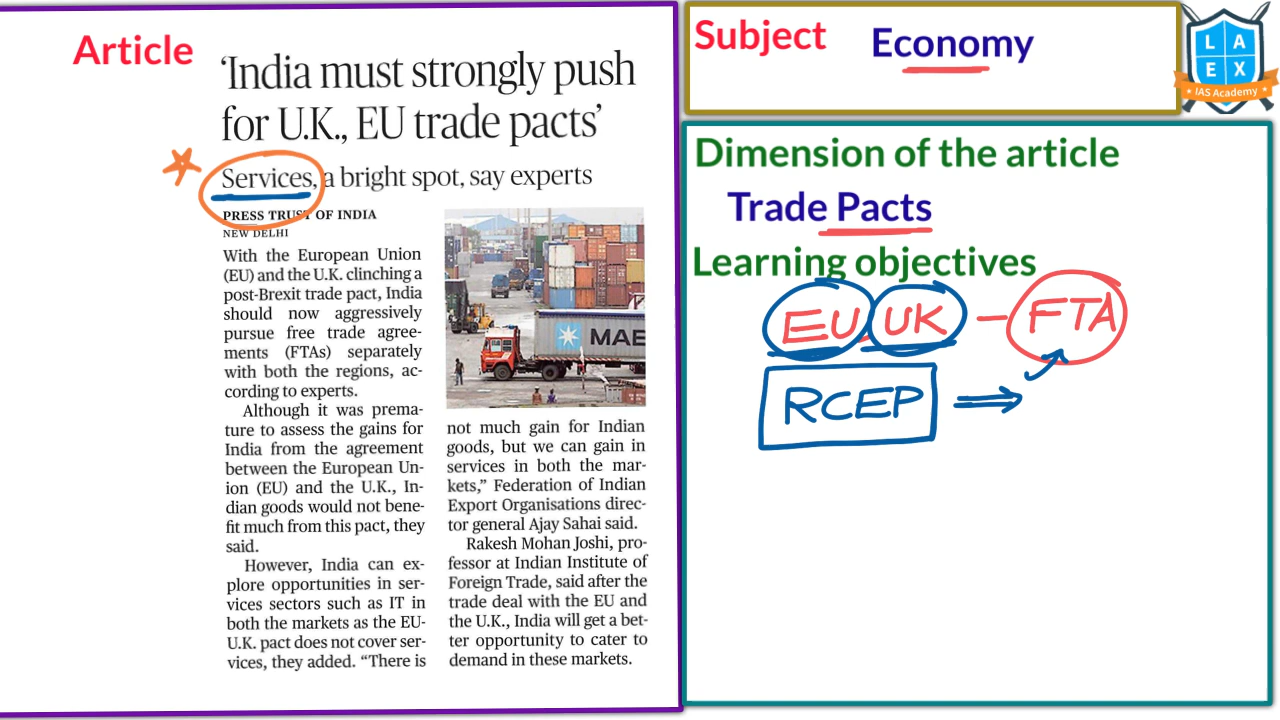 Article
‘India must strongly push
for U.K., EU trade pacts’
Services, a bright spot, say experts
PRESS TRUST OF INDIA
NEW DELHI
With the European Union
(EU) and the U.K. clinching a
post-Brexit trade pact, India
should now aggressively
pursue free trade agree-
ments (FTAs) separately
with both the regions, ac-
cording to experts.
Although it was prema-
ture to assess the gains for
India from the agreement
between the European Un-
ion (EU) and the U.K., In-
dian goods would not bene-
fit much from this pact, they
said.
However, India can ex-
plore opportunities in ser-
vices sectors such as IT in
both the markets as the EU-
U.K. pact does not cover ser-
vices, they added. “There is
MAE
not much gain for Indian
goods, but we can gain in
services in both the mar-
kets,” Federation of Indian
Export Organisations direc-
tor general Ajay Sahai said.
Rakesh Mohan Joshi, pro-
fessor at Indian Institute of
Foreign Trade, said after the
trade deal with the EU and
the U.K., India will get a bet-
ter opportunity to cater to
demand in these markets.
Subject Economy
L A
E X
IAS Academy
Dimension of the article
Trade Pacts
Learning objectives
EU UK - FTA
RCEP ⇒